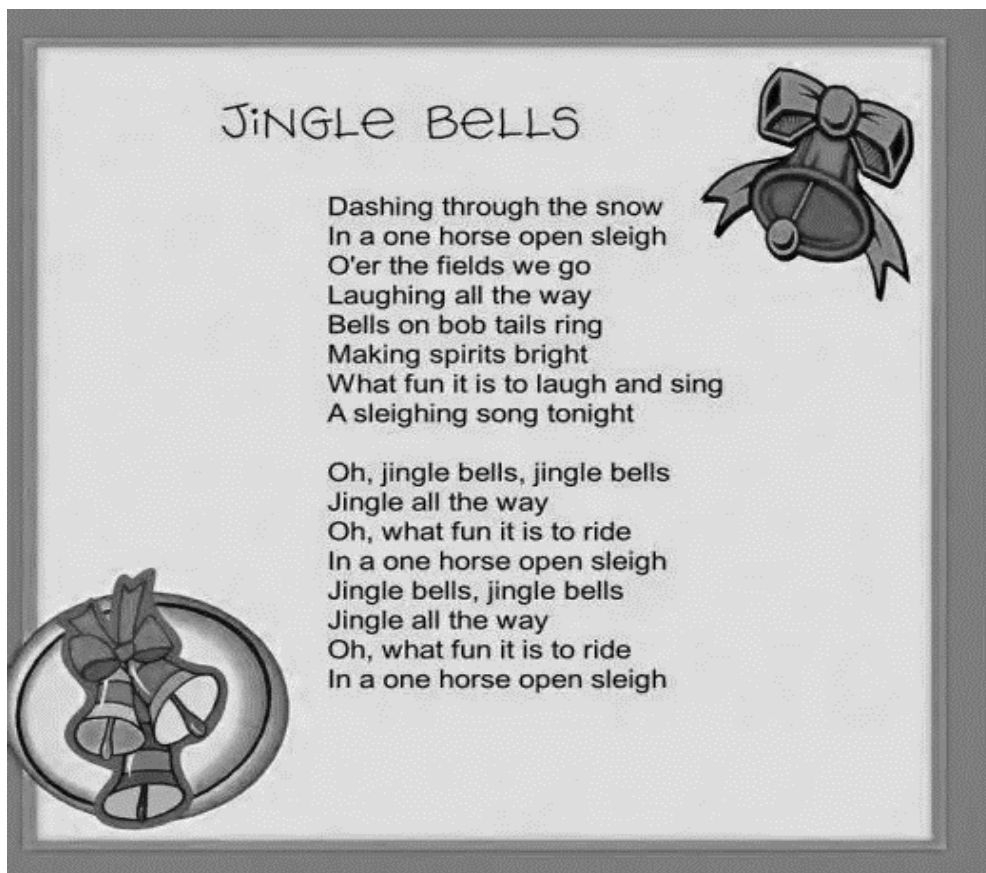 JiNGLe BeLLS
Dashing through the snow
In a one horse open sleigh
O'er the fields we go
Laughing all the way
Bells on bob tails ring
Making spirits bright
What fun it is to laugh and sing
A sleighing song tonight
Oh, jingle bells, jingle bells
Jingle all the way
Oh, what fun it is to ride
In a one horse open sleigh
Jingle bells, jingle bells
Jingle all the way
Oh, what fun it is to ride
In a one horse open sleigh